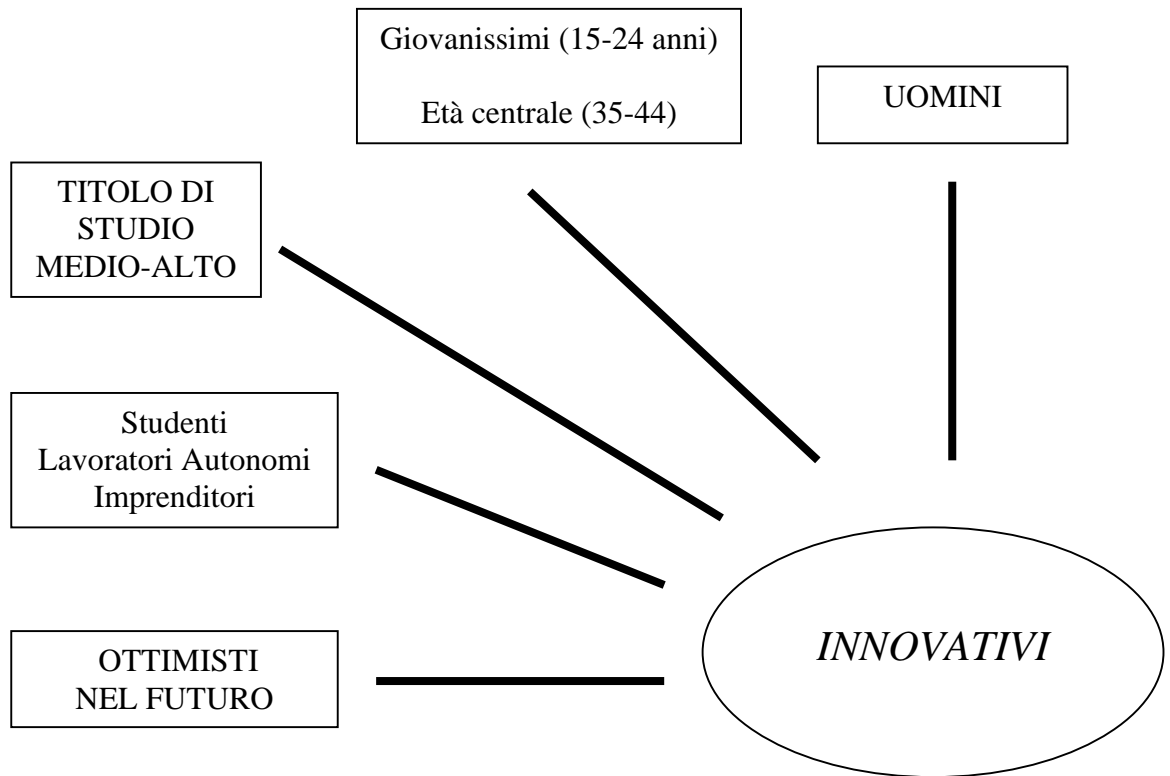 Giovanissimi (15-24 anni)
Età centrale (35-44)
UOMINI
TITOLO DI
STUDIO
MEDIO-ALTO
Studenti
Lavoratori Autonomi
Imprenditori
OTTIMISTI
NEL FUTURO
INNOVATIVI